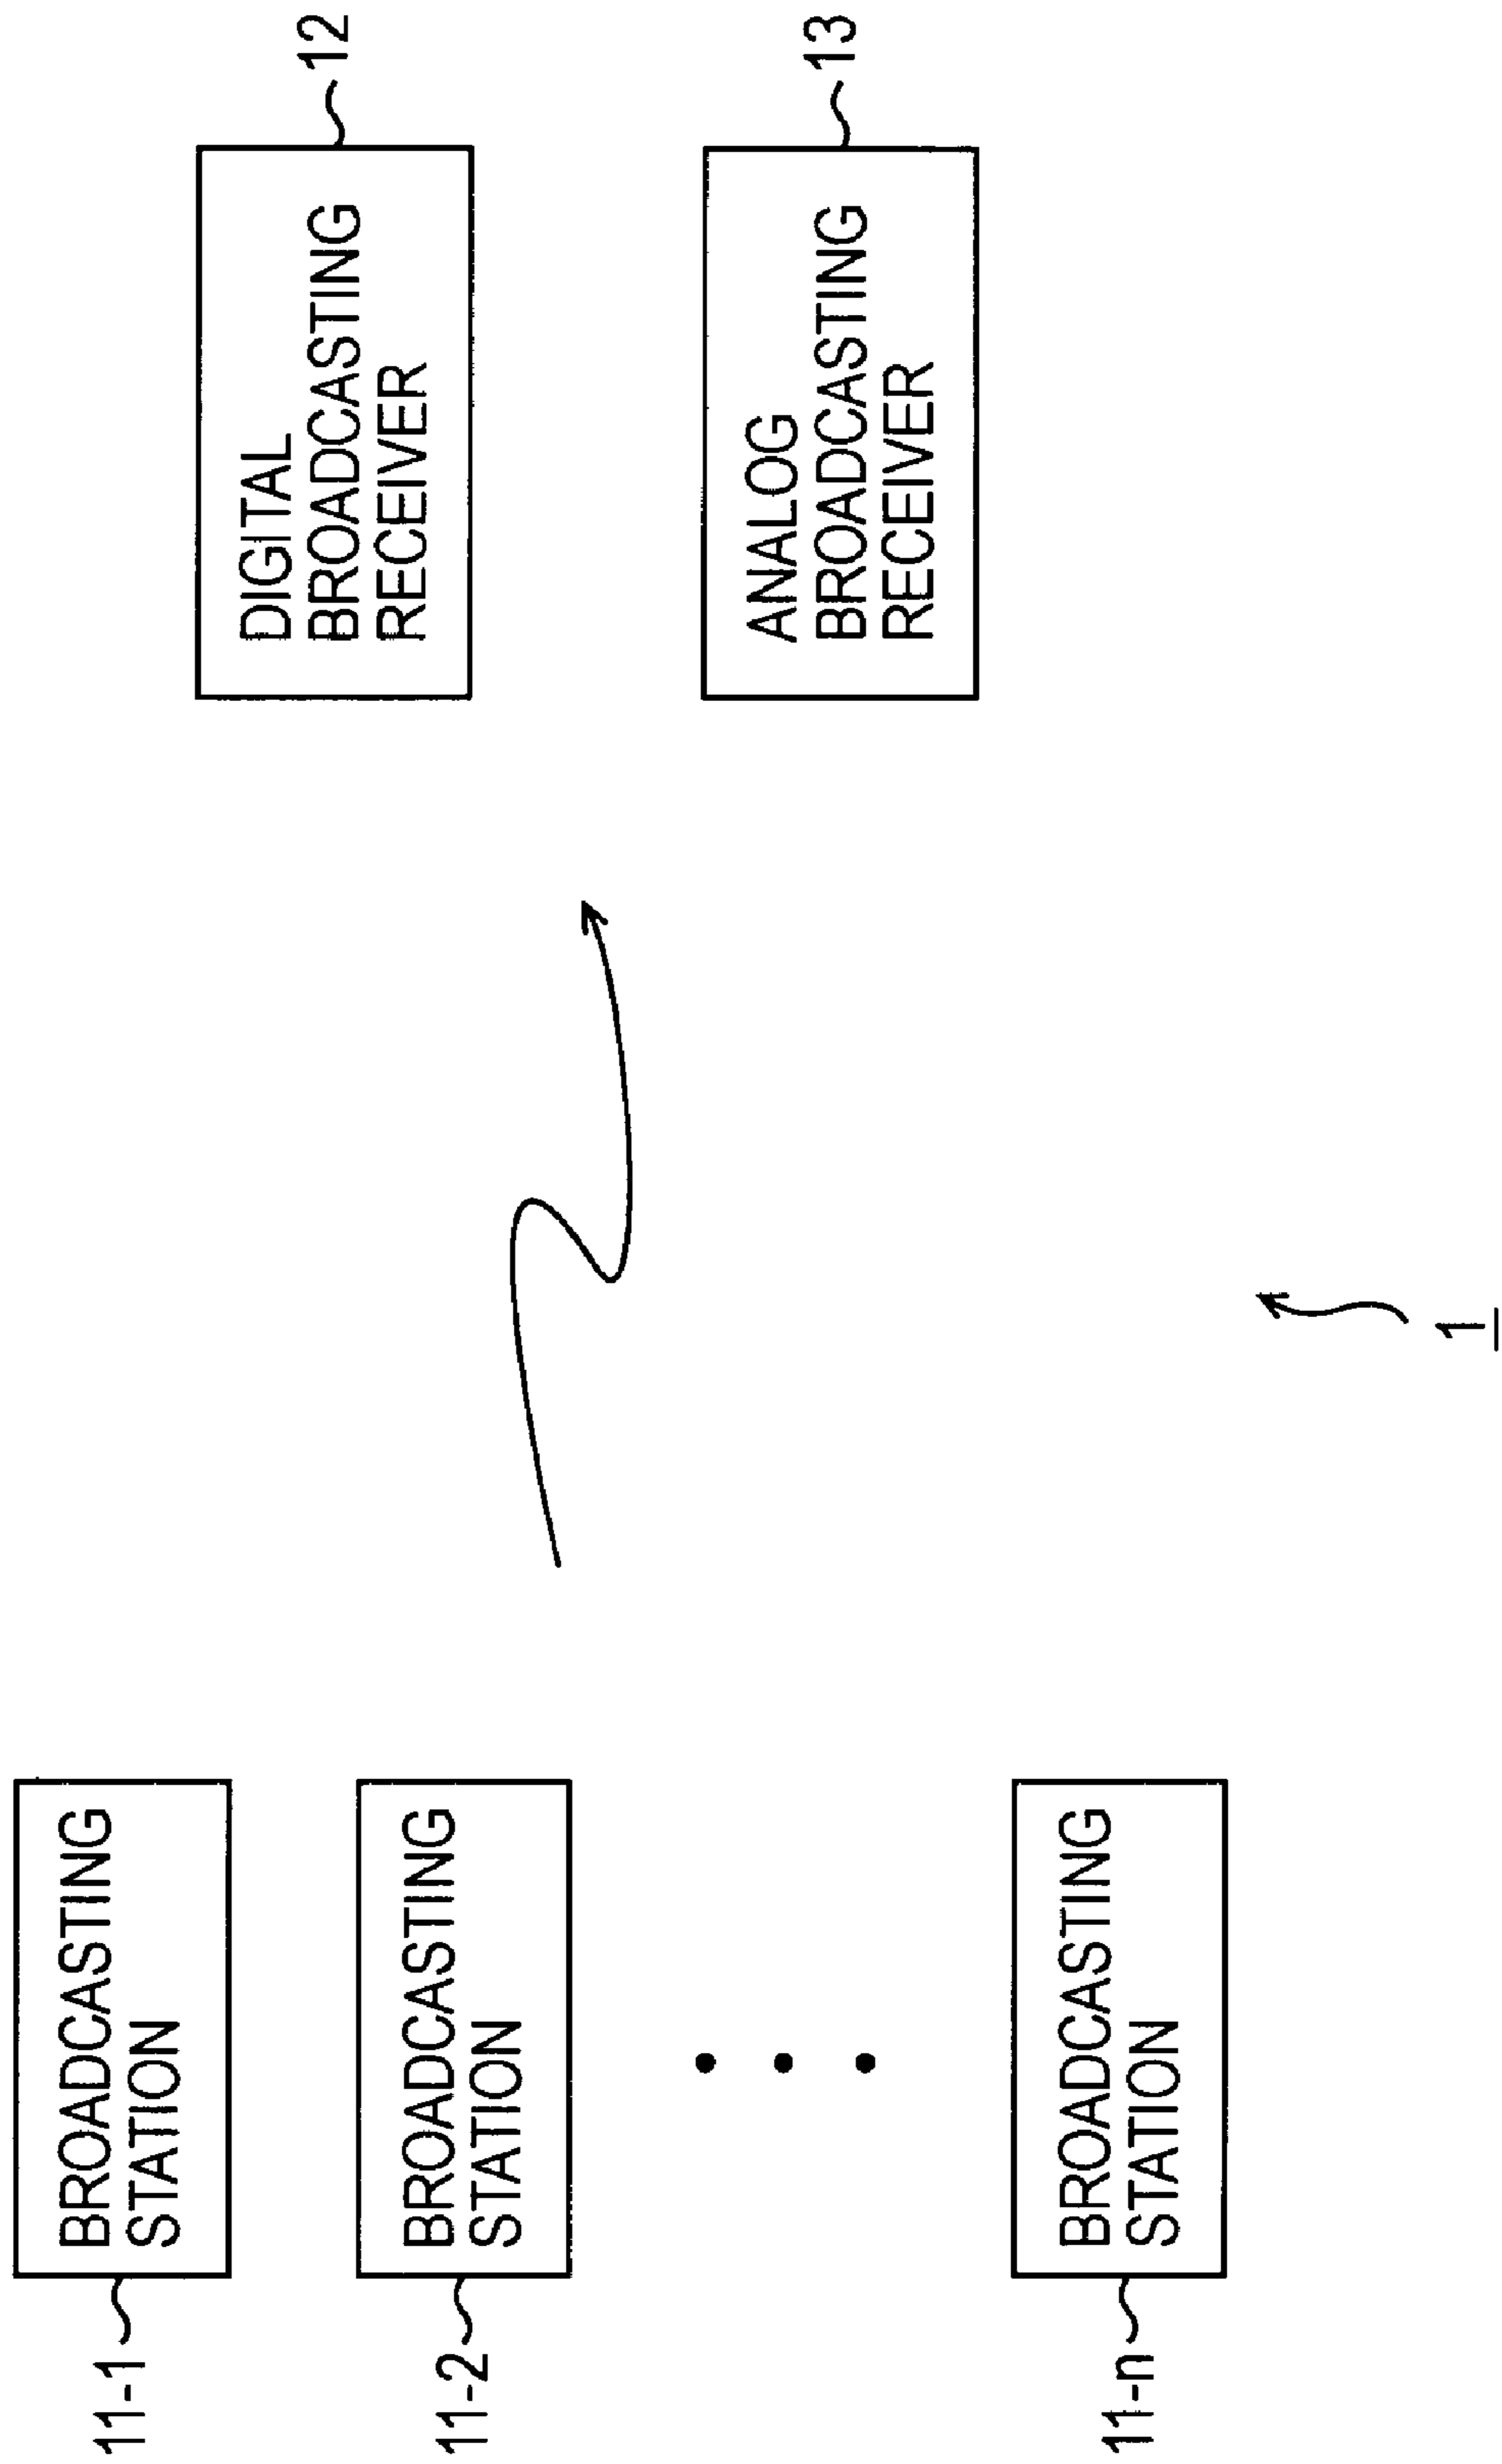 11-1
BROADCASTING
STATION
11-2
BROADCASTING
STATION
11-n
BROADCASTING
STATION
DIGITAL
BROADCASTING
RECEIVER
12
ANALOG
BROADCASTING
RECEIVER
13
1